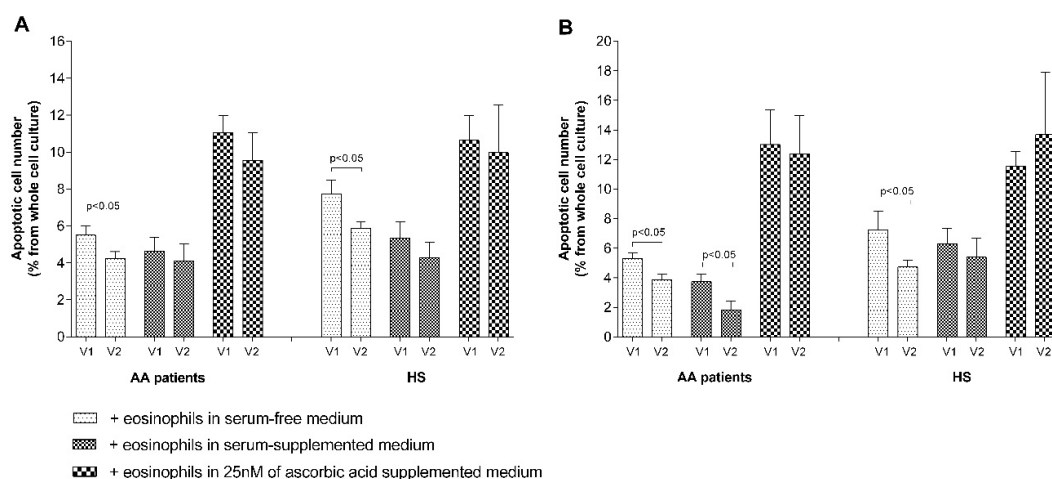 A
Apoptotic cell number
(% from whole cell culture)
16
14
12
10
8
6
4
2
0
p<0.05
p<0.05
V1 V2 V1 V2 V1 V2 V1 V2 V1 V2 V1 V2
AA patients HS
B
Apoptotic cell number
(% from whole cell culture)
20
18
16
14
12
10
8
6
4
2
0
p<0.05
p<0.05
p<0.05
V1 V2 V1 V2 V1 V2 V1 V2 V1 V2 V1 V2
AA patients HS
+ eosinophils in serum-free medium
+ eosinophils in serum-supplemented medium
+ eosinophils in 25nM of ascorbic acid supplemented medium